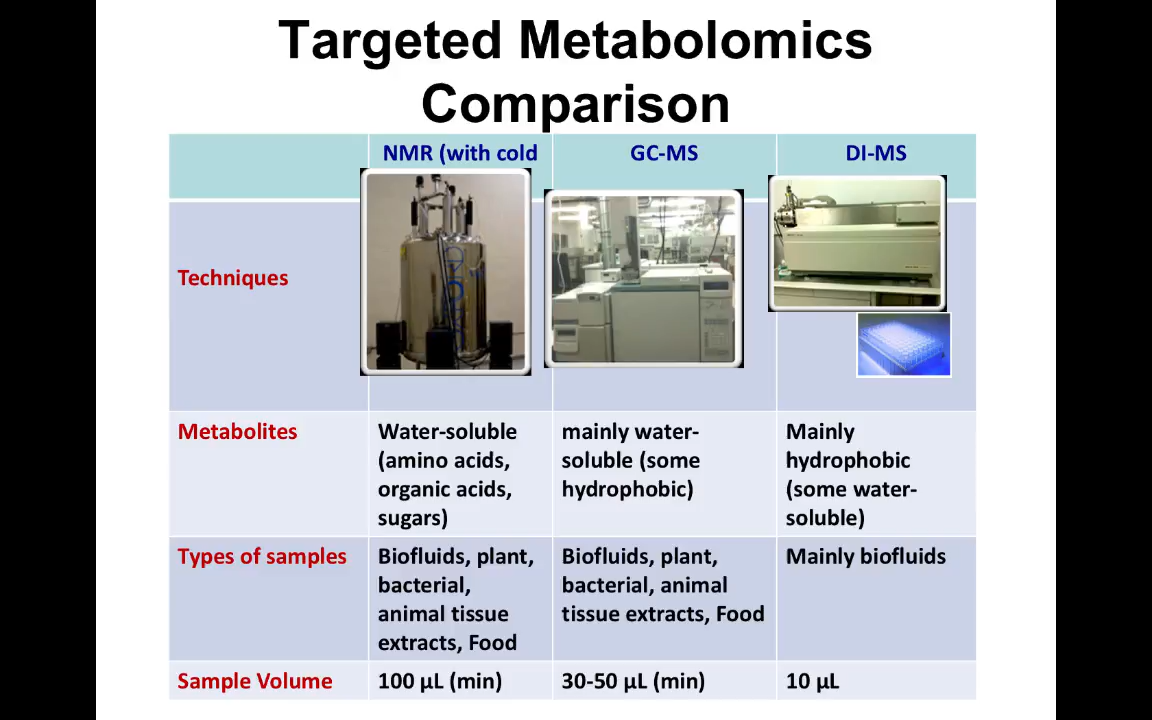 Targeted Metabolomics
Comparison
NMR (with cold
GC-MS
DI-MS
Techniques
Metabolites
Water-soluble
(amino acids,
organic acids,
sugars)
mainly water-
soluble (some
hydrophobic)
Mainly
hydrophobic
(some water-
soluble)
Types of samples
Biofluids, plant,
bacterial,
animal tissue
extracts, Food
Biofluids, plant,
bacterial, animal
tissue extracts, Food
Mainly biofluids
Sample Volume
100 µL (min)
30-50 µL (min)
10 µL